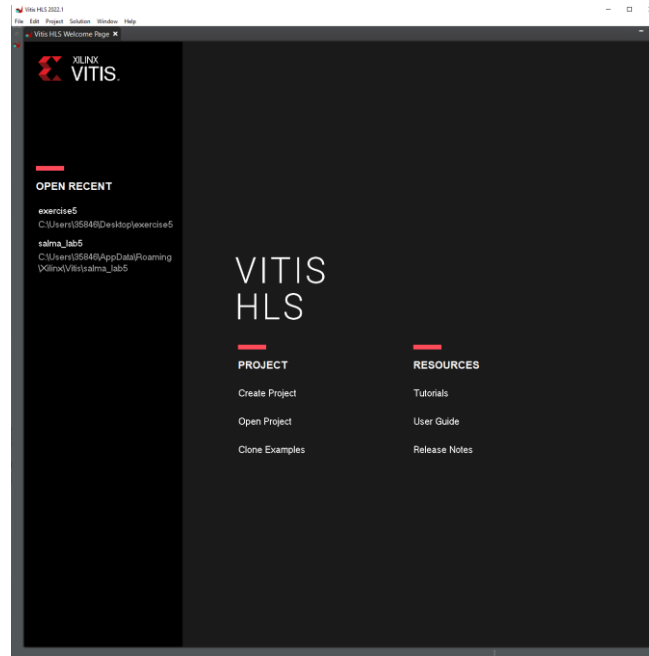 Vitis HLS 2022.1
File Edit Project Solution Window Help
Vitis HLS Welcome Page
XILINX
VITIS.
OPEN RECENT
exercise5
C:\Users\35846\Desktop\exercise5
salma_lab5
C:\Users\35846\AppData\Roaming
\Xilinx\Vitis\salma_lab5
VITIS
HLS
PROJECT
Create Project
Open Project
Clone Examples
RESOURCES
Tutorials
User Guide
Release Notes